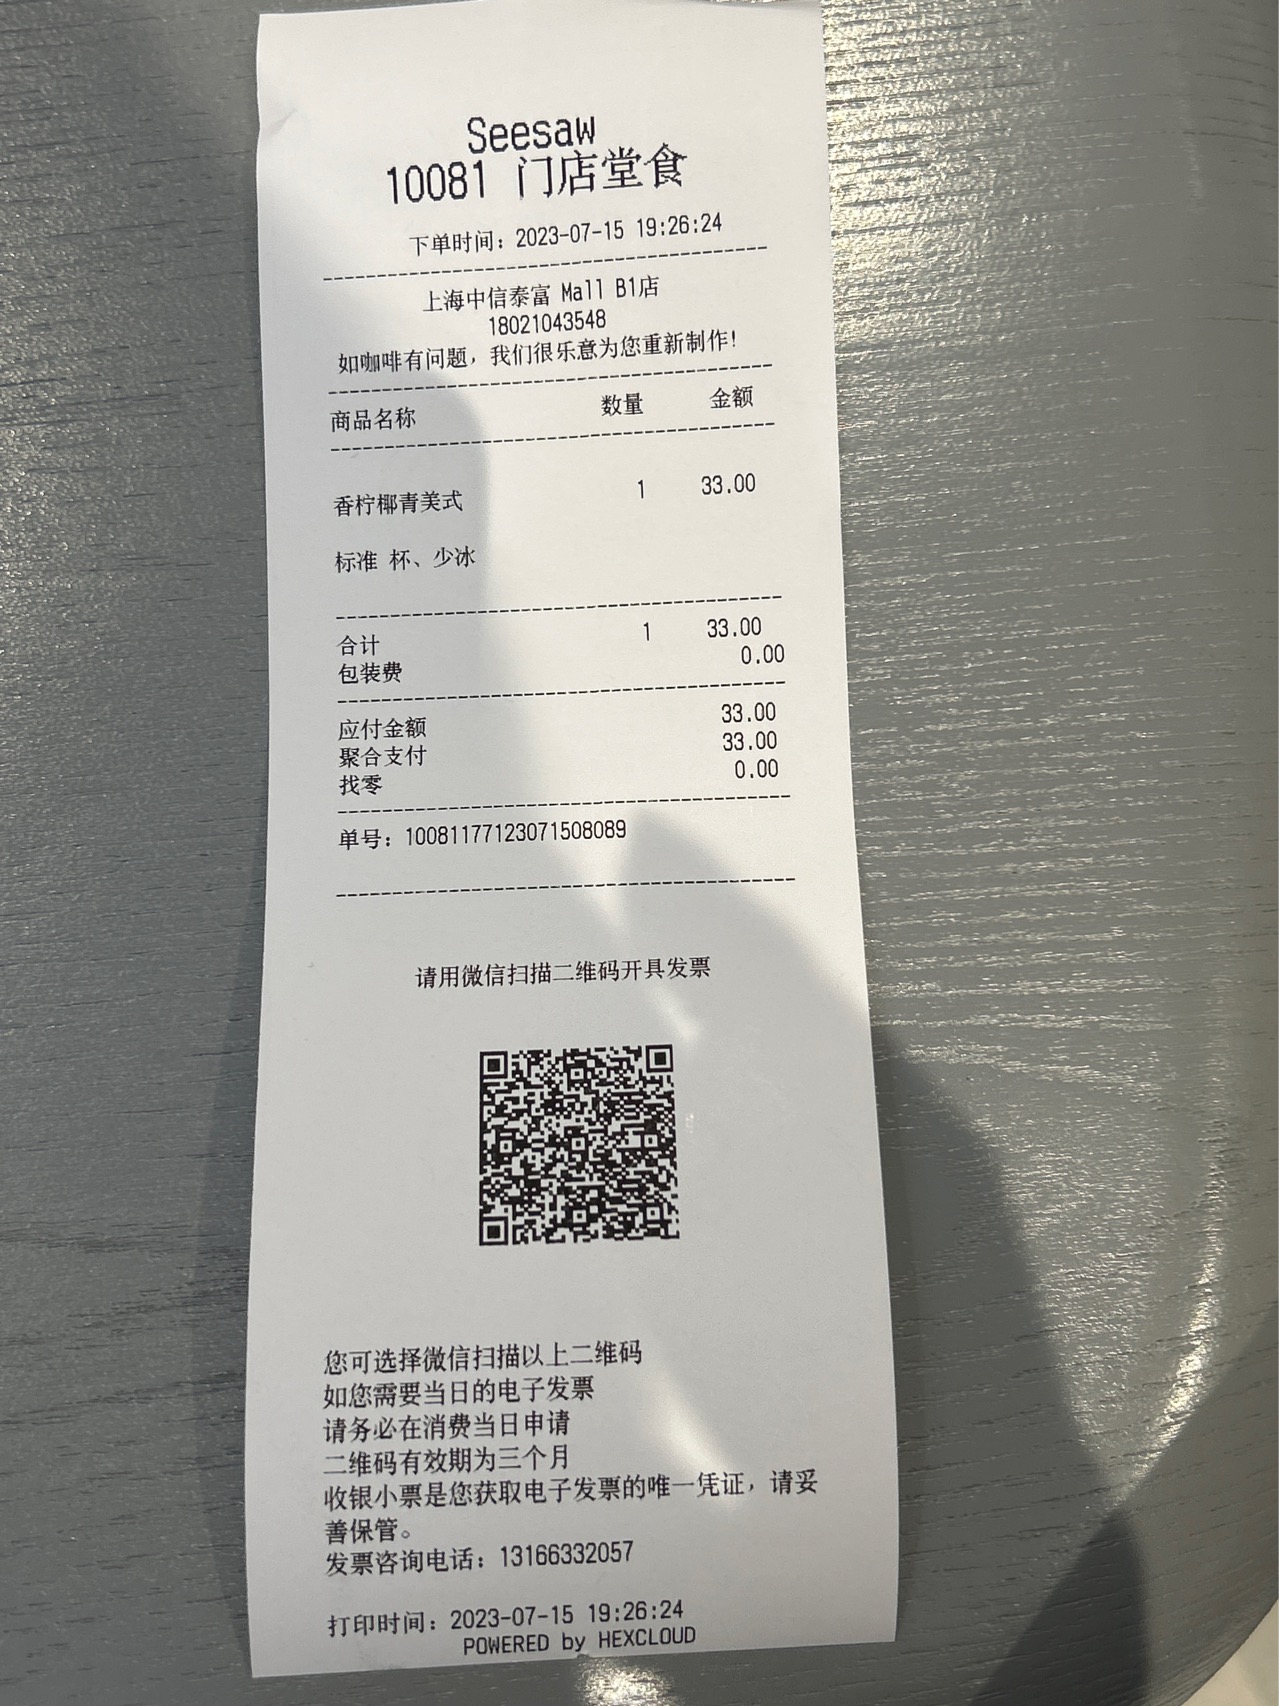 Seesaw
10081 门店堂食
下单时间：2023-07-15 19:26:24
上海中信泰富 Mall B1店
18021043548
如咖啡有问题，我们很乐意为您重新制作！
商品名称 数量 金额
香柠椰青美式 1 33.00
标准 杯、少冰
合计 1 33.00
包装费 0.00
应付金额 33.00
聚合支付 33.00
找零 0.00
单号：10081177123071508089
请用微信扫描二维码开具发票
您可选择微信扫描以上二维码
如您需要当日的电子发票
请务必在消费当日申请
二维码有效期为三个月
收银小票是您获取电子发票的唯一凭证，请妥
善保管。
发票咨询电话：13166332057
打印时间：2023-07-15 19:26:24
POWERED by HEXCLOUD